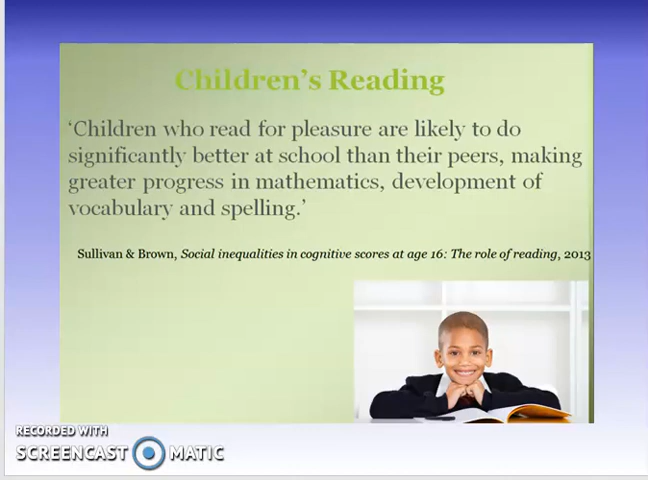 Children's Reading
‘Children who read for pleasure are likely to do
significantly better at school than their peers, making
greater progress in mathematics, development of
vocabulary and spelling.’
Sullivan & Brown, Social inequalities in cognitive scores at age 16: The role of reading, 2013
RECORDED WITH
SCREENCAST MATIC